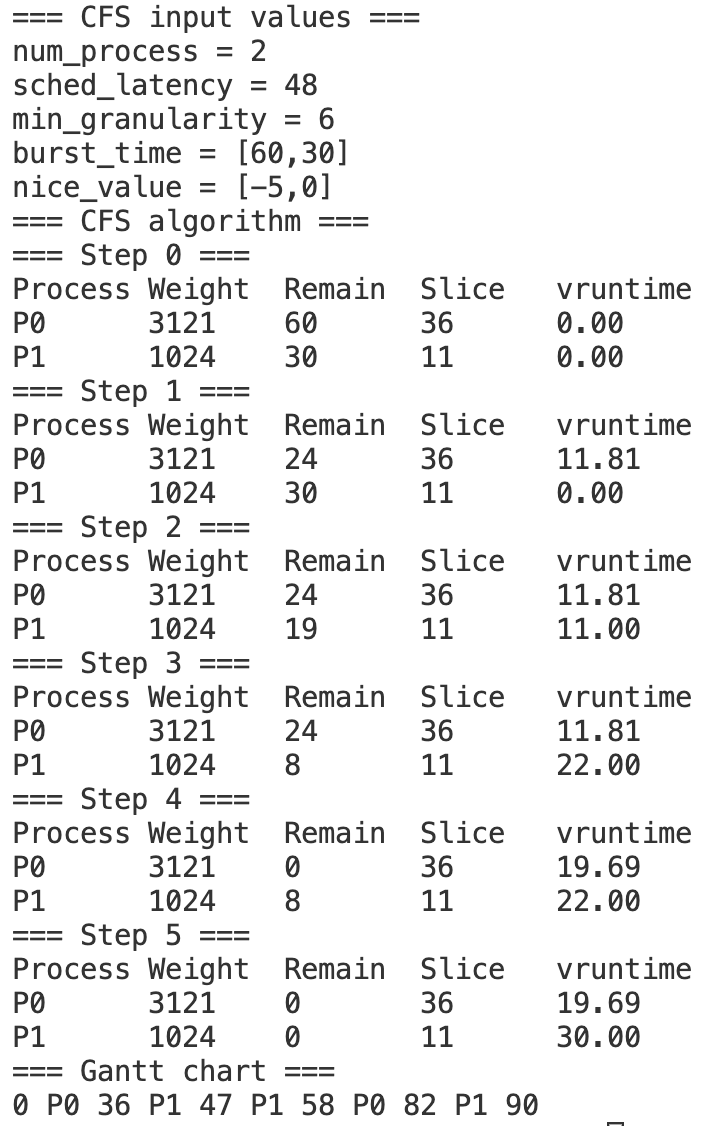 === CFS input values ===
num_process = 2
sched_latency = 48
min_granularity = 6
burst_time = [60,30]
nice_value = [-5,0]
=== CFS algorithm ===
=== Step 0 ===
Process Weight  Remain  Slice   vruntime
P0      3121    60      36      0.00
P1      1024    30      11      0.00
=== Step 1 ===
Process Weight  Remain  Slice   vruntime
P0      3121    24      36      11.81
P1      1024    30      11      0.00
=== Step 2 ===
Process Weight  Remain  Slice   vruntime
P0      3121    24      36      11.81
P1      1024    19      11      11.00
=== Step 3 ===
Process Weight  Remain  Slice   vruntime
P0      3121    24      36      11.81
P1      1024    8       11      22.00
=== Step 4 ===
Process Weight  Remain  Slice   vruntime
P0      3121    0       36      19.69
P1      1024    8       11      22.00
=== Step 5 ===
Process Weight  Remain  Slice   vruntime
P0      3121    0       36      19.69
P1      1024    0       11      30.00
=== Gantt chart ===
0 P0 36 P1 47 P1 58 P0 82 P1 90